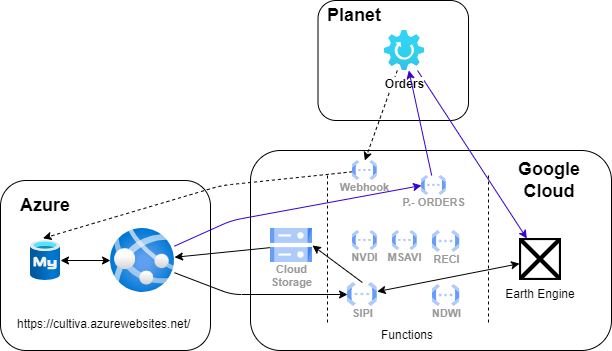 Planet
Orders
Google
Cloud
Webhook
P.- ORDERS
Azure
My
NVDI
MSAVI
RECI
Cloud
Storage
Earth Engine
SIPI
NDWI
https://cultiva.azurewebsites.net/
Functions